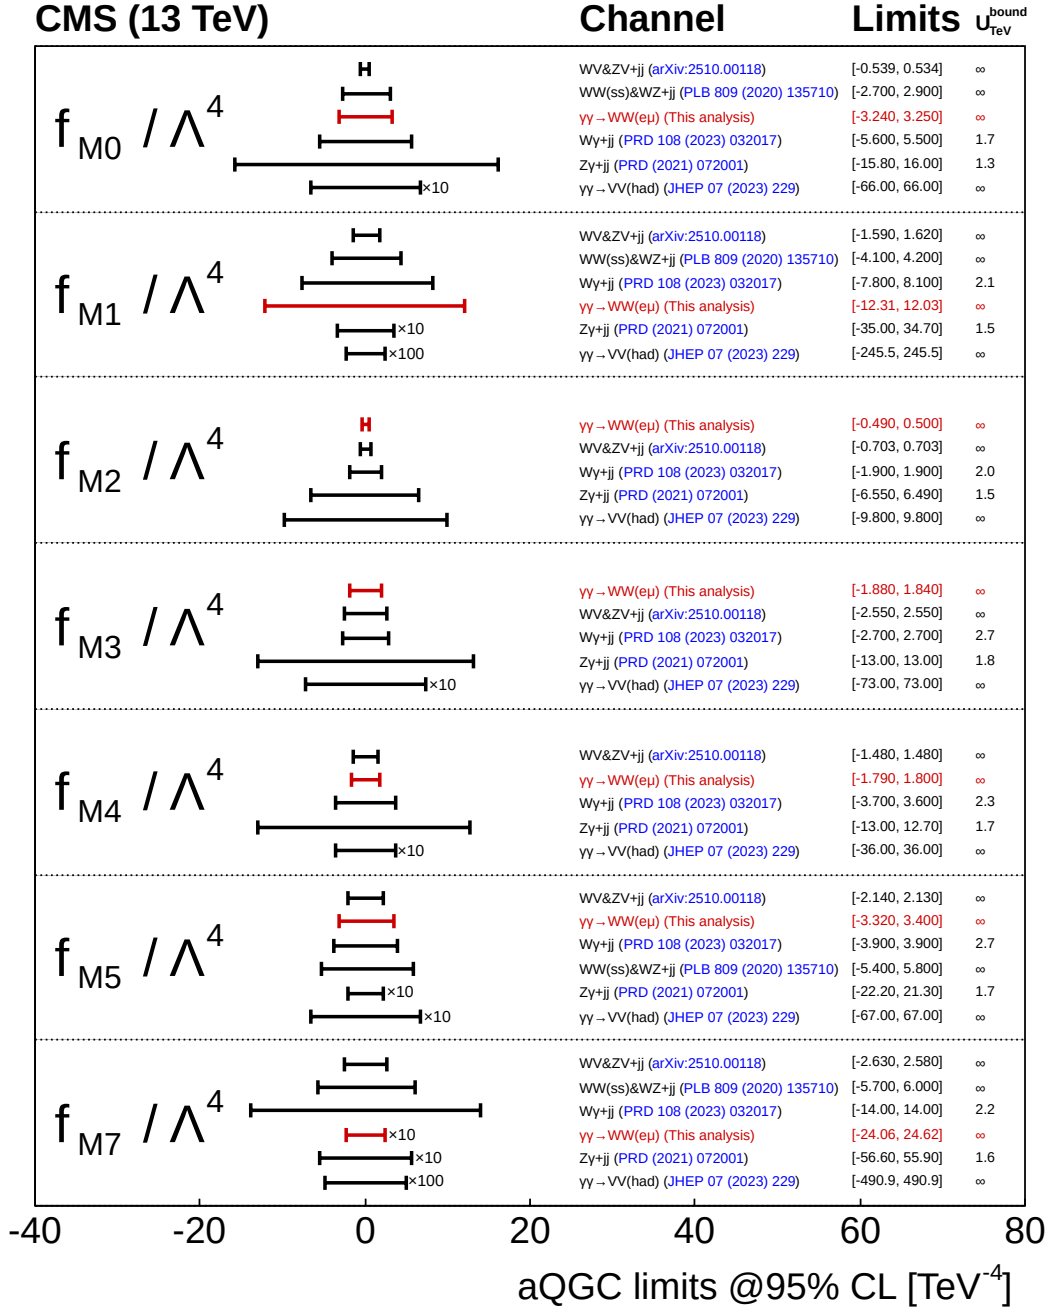 CMS (13 TeV) Channel Limits U_TeV^bound
f_M0 / Λ^4
WV&ZV+jj (arXiv:2510.00118) [-0.539, 0.534] ∞
WW(ss)&WZ+jj (PLB 809 (2020) 135710) [-2.700, 2.900] ∞
γγ→WW(eμ) (This analysis) [-3.240, 3.250] ∞
Wγ+jj (PRD 108 (2023) 032017) [-5.600, 5.500] 1.7
Zγ+jj (PRD (2021) 072001) [-15.80, 16.00] 1.3
×10 γγ→VV(had) (JHEP 07 (2023) 229) [-66.00, 66.00] ∞
f_M1 / Λ^4
WV&ZV+jj (arXiv:2510.00118) [-1.590, 1.620] ∞
WW(ss)&WZ+jj (PLB 809 (2020) 135710) [-4.100, 4.200] ∞
Wγ+jj (PRD 108 (2023) 032017) [-7.800, 8.100] 2.1
γγ→WW(eμ) (This analysis) [-12.31, 12.03] ∞
×10 Zγ+jj (PRD (2021) 072001) [-35.00, 34.70] 1.5
×100 γγ→VV(had) (JHEP 07 (2023) 229) [-245.5, 245.5] ∞
f_M2 / Λ^4
γγ→WW(eμ) (This analysis) [-0.490, 0.500] ∞
WV&ZV+jj (arXiv:2510.00118) [-0.703, 0.703] ∞
Wγ+jj (PRD 108 (2023) 032017) [-1.900, 1.900] 2.0
Zγ+jj (PRD (2021) 072001) [-6.550, 6.490] 1.5
γγ→VV(had) (JHEP 07 (2023) 229) [-9.800, 9.800] ∞
f_M3 / Λ^4
γγ→WW(eμ) (This analysis) [-1.880, 1.840] ∞
WV&ZV+jj (arXiv:2510.00118) [-2.550, 2.550] ∞
Wγ+jj (PRD 108 (2023) 032017) [-2.700, 2.700] 2.7
Zγ+jj (PRD (2021) 072001) [-13.00, 13.00] 1.8
×10 γγ→VV(had) (JHEP 07 (2023) 229) [-73.00, 73.00] ∞
f_M4 / Λ^4
WV&ZV+jj (arXiv:2510.00118) [-1.480, 1.480] ∞
γγ→WW(eμ) (This analysis) [-1.790, 1.800] ∞
Wγ+jj (PRD 108 (2023) 032017) [-3.700, 3.600] 2.3
Zγ+jj (PRD (2021) 072001) [-13.00, 12.70] 1.7
×10 γγ→VV(had) (JHEP 07 (2023) 229) [-36.00, 36.00] ∞
f_M5 / Λ^4
WV&ZV+jj (arXiv:2510.00118) [-2.140, 2.130] ∞
γγ→WW(eμ) (This analysis) [-3.320, 3.400] ∞
Wγ+jj (PRD 108 (2023) 032017) [-3.900, 3.900] 2.7
WW(ss)&WZ+jj (PLB 809 (2020) 135710) [-5.400, 5.800] ∞
×10 Zγ+jj (PRD (2021) 072001) [-22.20, 21.30] 1.7
×10 γγ→VV(had) (JHEP 07 (2023) 229) [-67.00, 67.00] ∞
f_M7 / Λ^4
WV&ZV+jj (arXiv:2510.00118) [-2.630, 2.580] ∞
WW(ss)&WZ+jj (PLB 809 (2020) 135710) [-5.700, 6.000] ∞
Wγ+jj (PRD 108 (2023) 032017) [-14.00, 14.00] 2.2
×10 γγ→WW(eμ) (This analysis) [-24.06, 24.62] ∞
×10 Zγ+jj (PRD (2021) 072001) [-56.60, 55.90] 1.6
×100 γγ→VV(had) (JHEP 07 (2023) 229) [-490.9, 490.9] ∞
-40 -20 0 20 40 60 80
aQGC limits @95% CL [TeV^-4]